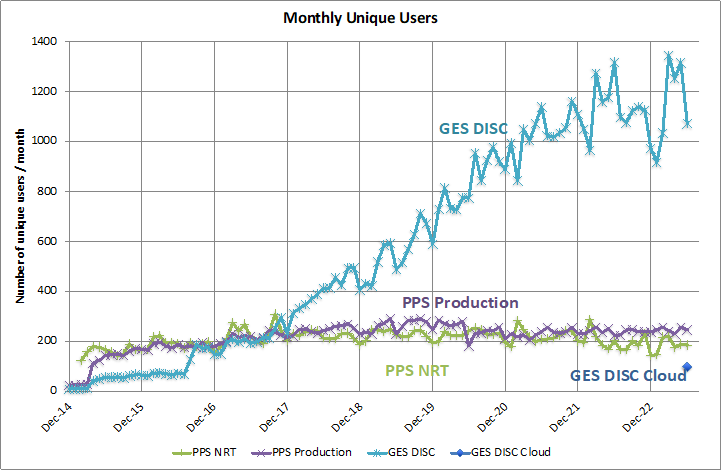 Monthly Unique Users
Number of unique users / month
1400
1200
1000
800
600
400
200
0
GES DISC
PPS Production
PPS NRT
GES DISC Cloud
Dec-14
Dec-15
Dec-16
Dec-17
Dec-18
Dec-19
Dec-20
Dec-21
Dec-22
PPS NRT
PPS Production
GES DISC
GES DISC Cloud